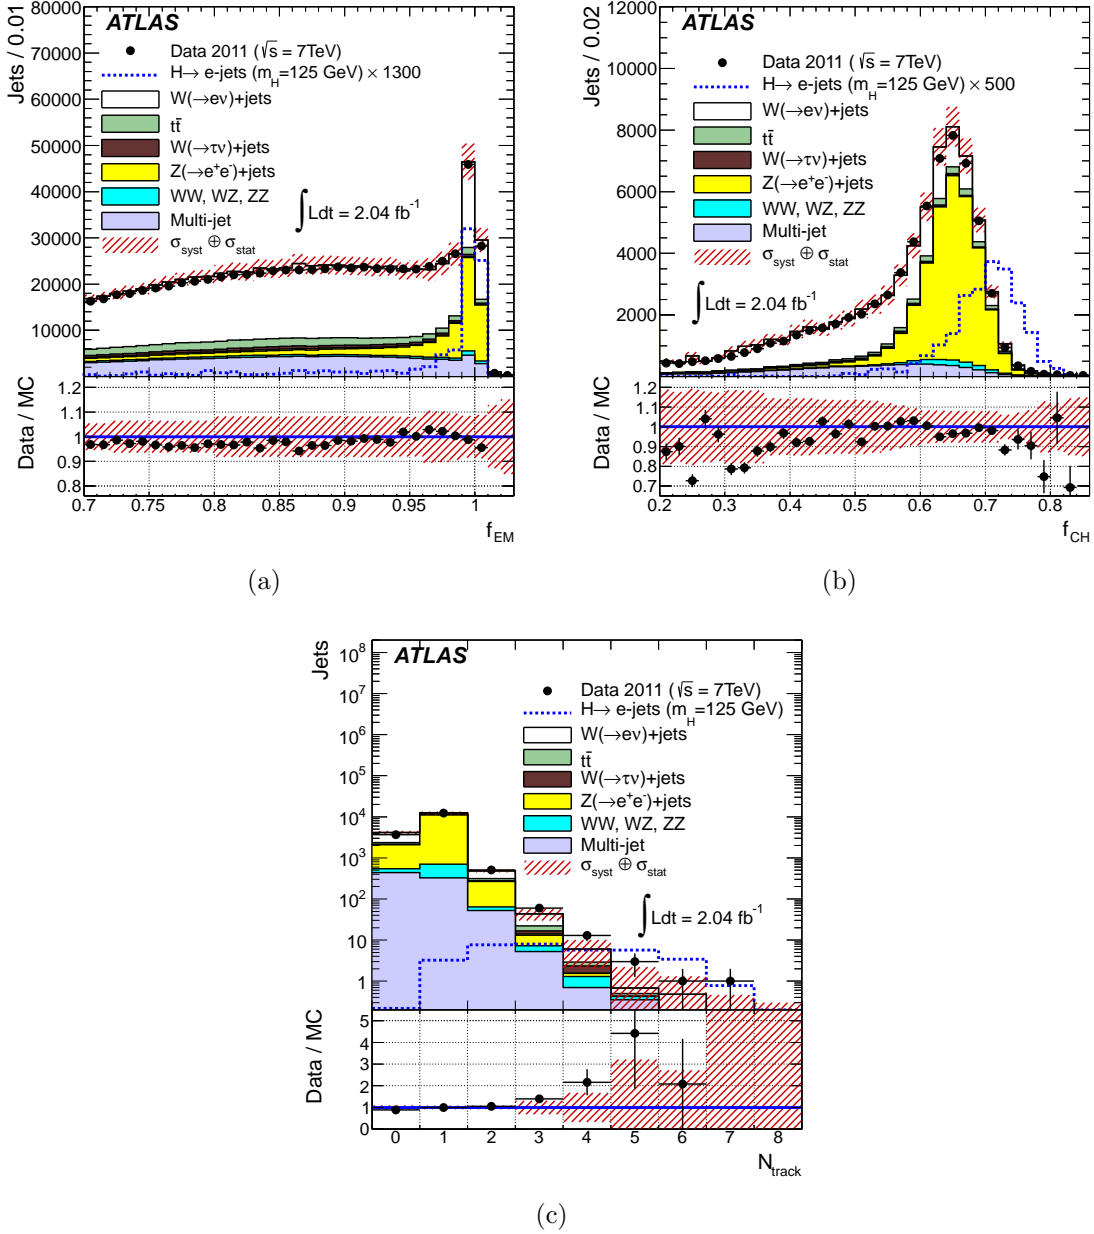 ATLAS
Jets / 0.01
80000
70000
60000
50000
40000
30000
20000
10000
Data 2011 (√s = 7TeV)
H→ e-jets (m_H=125 GeV) × 1300
W(→eν)+jets
tt̄
W(→τν)+jets
Z(→e⁺e⁻)+jets
WW, WZ, ZZ
Multi-jet
σ_syst ⊕ σ_stat
∫Ldt = 2.04 fb⁻¹
Data / MC
1.2
1.1
1
0.9
0.8
0.7 0.75 0.8 0.85 0.9 0.95 1
f_EM
(a)
ATLAS
Jets / 0.02
12000
10000
8000
6000
4000
2000
Data 2011 (√s = 7TeV)
H→ e-jets (m_H=125 GeV) × 500
W(→eν)+jets
tt̄
W(→τν)+jets
Z(→e⁺e⁻)+jets
WW, WZ, ZZ
Multi-jet
σ_syst ⊕ σ_stat
∫Ldt = 2.04 fb⁻¹
Data / MC
1.2
1.1
1
0.9
0.8
0.7
0.2 0.3 0.4 0.5 0.6 0.7 0.8
f_CH
(b)
ATLAS
Jets
10⁸
10⁷
10⁶
10⁵
10⁴
10³
10²
10
1
Data 2011 (√s = 7TeV)
H→ e-jets (m_H=125 GeV)
W(→eν)+jets
tt̄
W(→τν)+jets
Z(→e⁺e⁻)+jets
WW, WZ, ZZ
Multi-jet
σ_syst ⊕ σ_stat
∫Ldt = 2.04 fb⁻¹
Data / MC
5
4
3
2
1
0
0 1 2 3 4 5 6 7 8
N_track
(c)